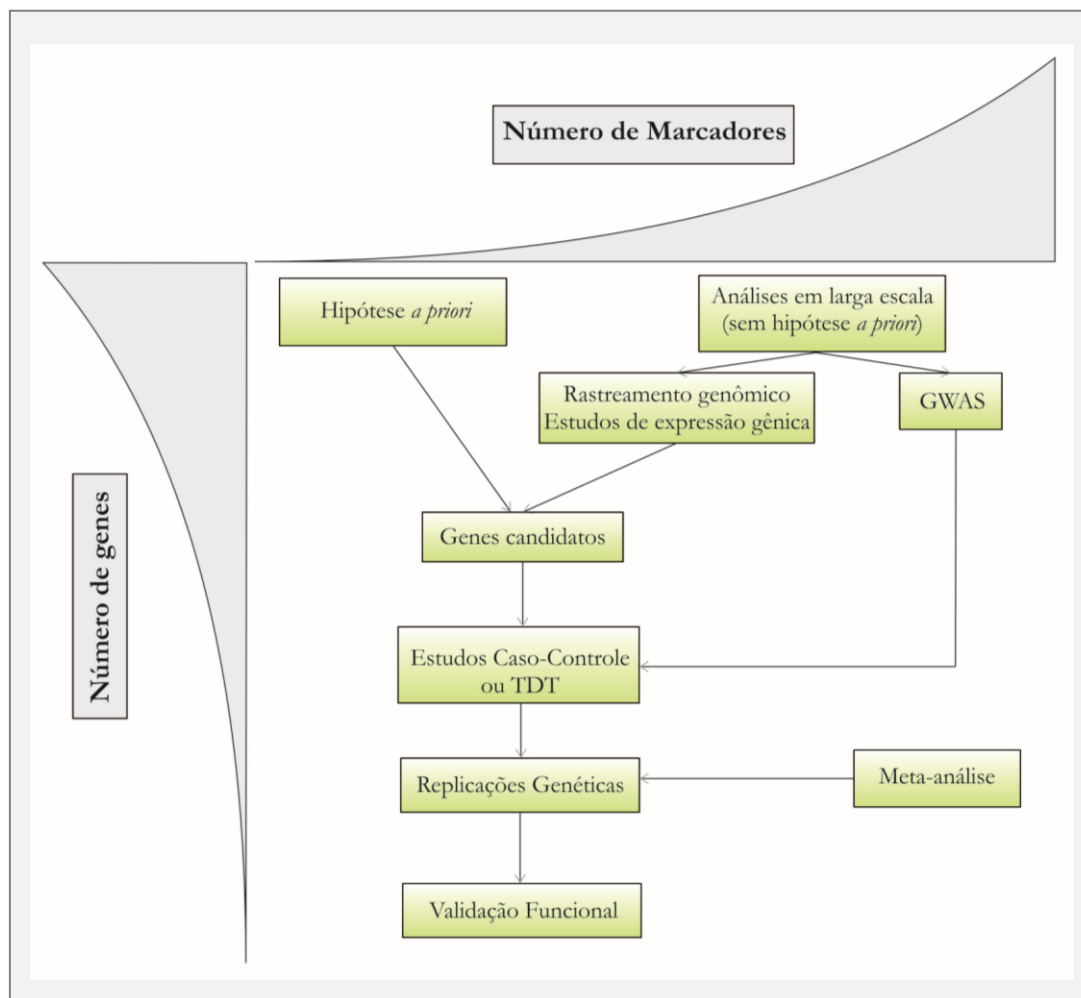 Número de Marcadores
Hipótese a priori
Análises em larga escala
(sem hipótese a priori)
Rastreamento genômico
Estudos de expressão gênica
GWAS
Número de genes
Genes candidatos
Estudos Caso-Controle
ou TDT
Replicações Genéticas
Meta-análise
Validação Funcional